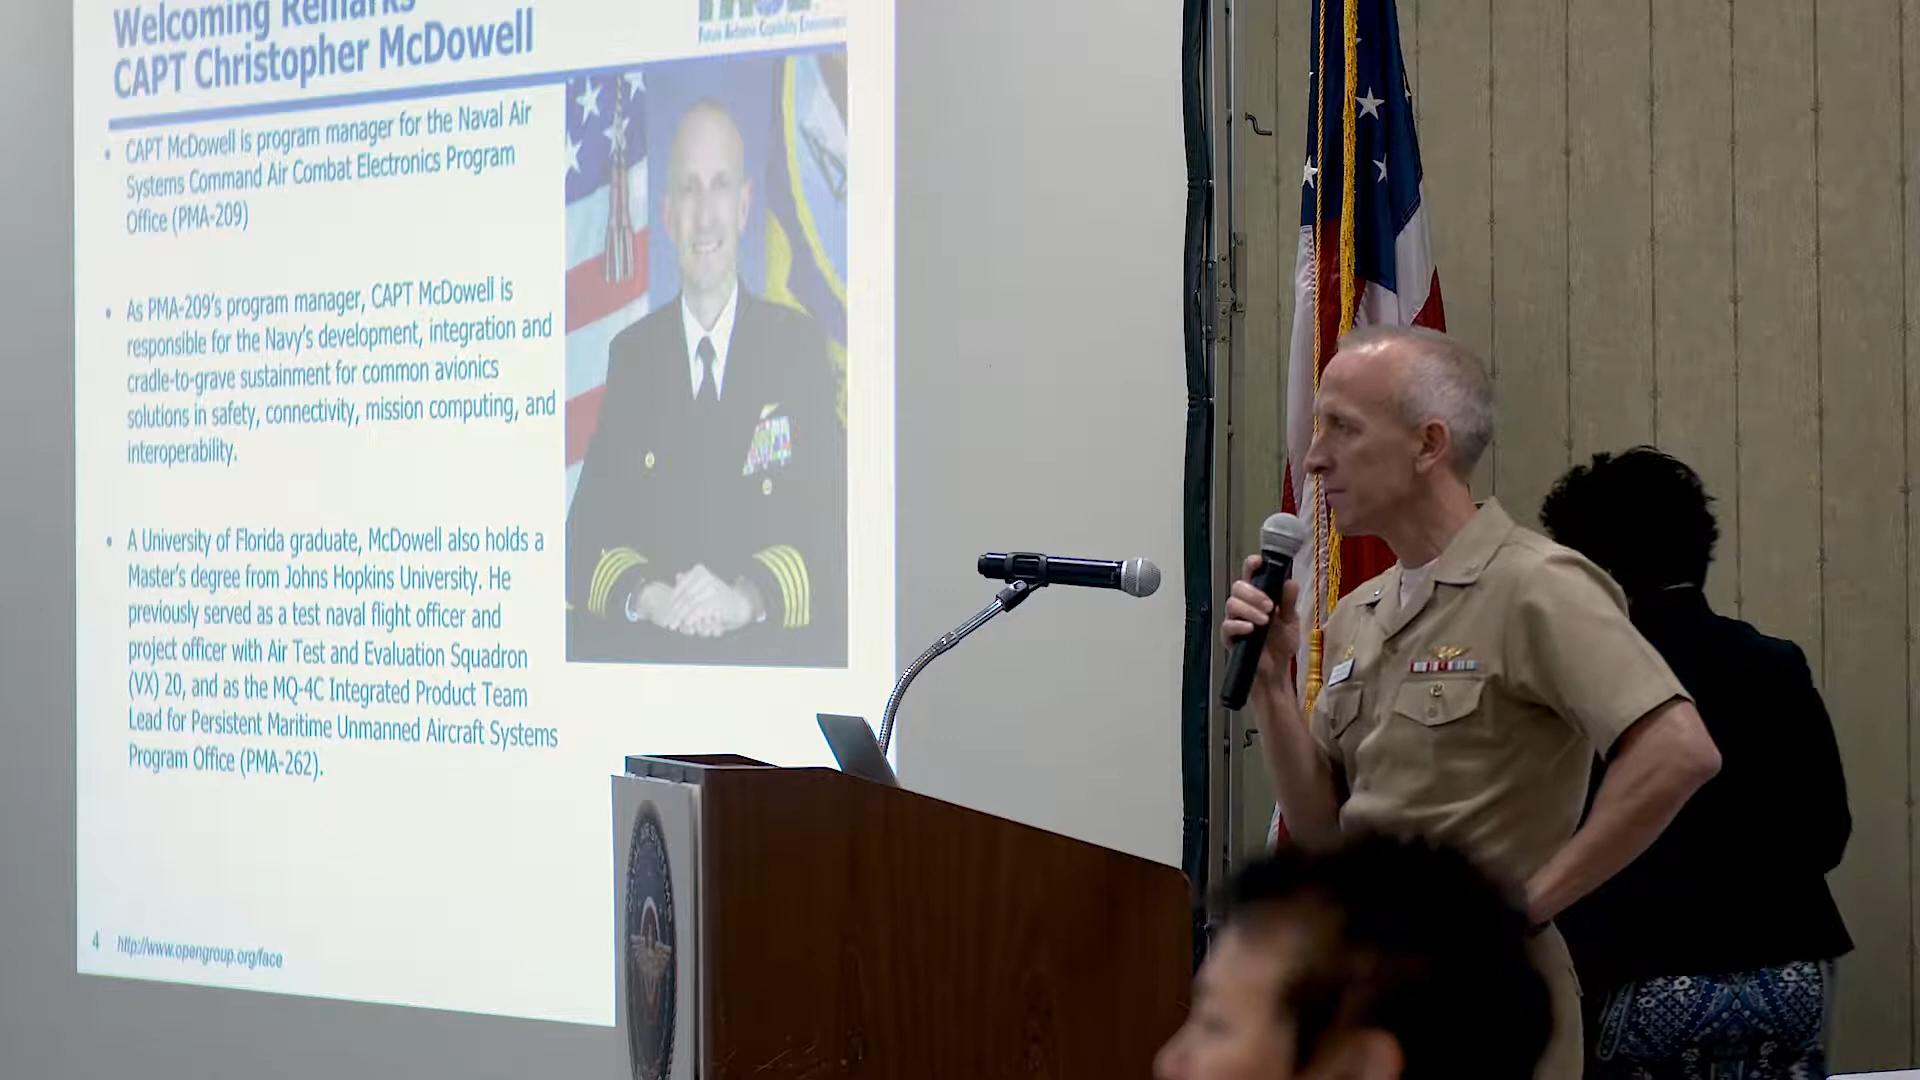 Welcoming Remarks
CAPT Christopher McDowell
Future Airborne Capability Environment
• CAPT McDowell is program manager for the Naval Air
Systems Command Air Combat Electronics Program
Office (PMA-209)
• As PMA-209's program manager, CAPT McDowell is
responsible for the Navy's development, integration and
cradle-to-grave sustainment for common avionics
solutions in safety, connectivity, mission computing, and
interoperability.
• A University of Florida graduate, McDowell also holds a
Master's degree from Johns Hopkins University. He
previously served as a test naval flight officer and
project officer with Air Test and Evaluation Squadron
(VX) 20, and as the MQ-4C Integrated Product Team
Lead for Persistent Maritime Unmanned Aircraft Systems
Program Office (PMA-262).
4 http://www.opengroup.org/face